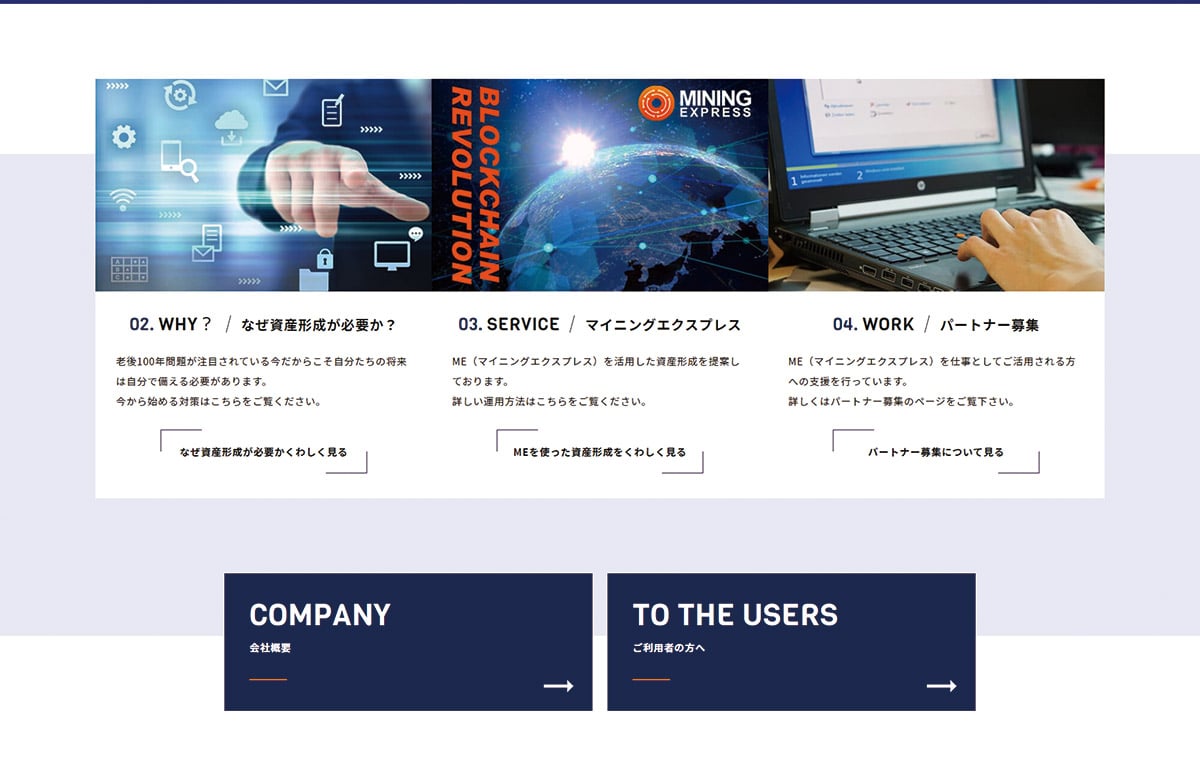 BLOCKCHAIN
REVOLUTION
MINING
EXPRESS
1
2
02. WHY？ / なぜ資産形成が必要か？
老後100年問題が注目されている今だからこそ自分たちの将来
は自分で備える必要があります。
今から始める対策はこちらをご覧ください。
なぜ資産形成が必要かくわしく見る
03. SERVICE / マイニングエクスプレス
ME（マイニングエクスプレス）を活用した資産形成を提案し
ております。
詳しい運用方法はこちらをご覧ください。
MEを使った資産形成をくわしく見る
04. WORK / パートナー募集
ME（マイニングエクスプレス）を仕事としてご活用される方
への支援を行っています。
詳しくはパートナー募集のページをご覧下さい。
パートナー募集について見る
COMPANY
会社概要
TO THE USERS
ご利用者の方へ